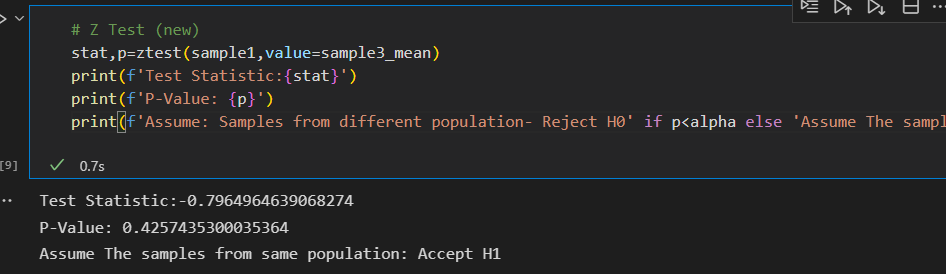 # Z Test (new)
stat,p=ztest(sample1,value=sample3_mean)
print(f'Test Statistic:{stat}')
print(f'P-Value: {p}')
print(f'Assume: Samples from different population- Reject H0' if p<alpha else 'Assume The sampl
[9]
0.7s
Test Statistic:-0.7964964639068274
P-Value: 0.4257435300035364
Assume The samples from same population: Accept H1